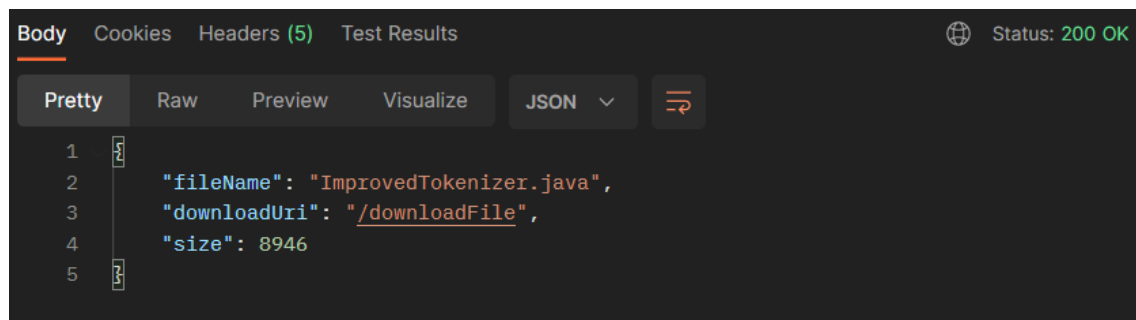 Body Cookies Headers (5) Test Results Status: 200 OK
Pretty Raw Preview Visualize JSON
1 {
2 "fileName": "ImprovedTokenizer.java",
3 "downloadUri": "/downloadFile",
4 "size": 8946
5 }